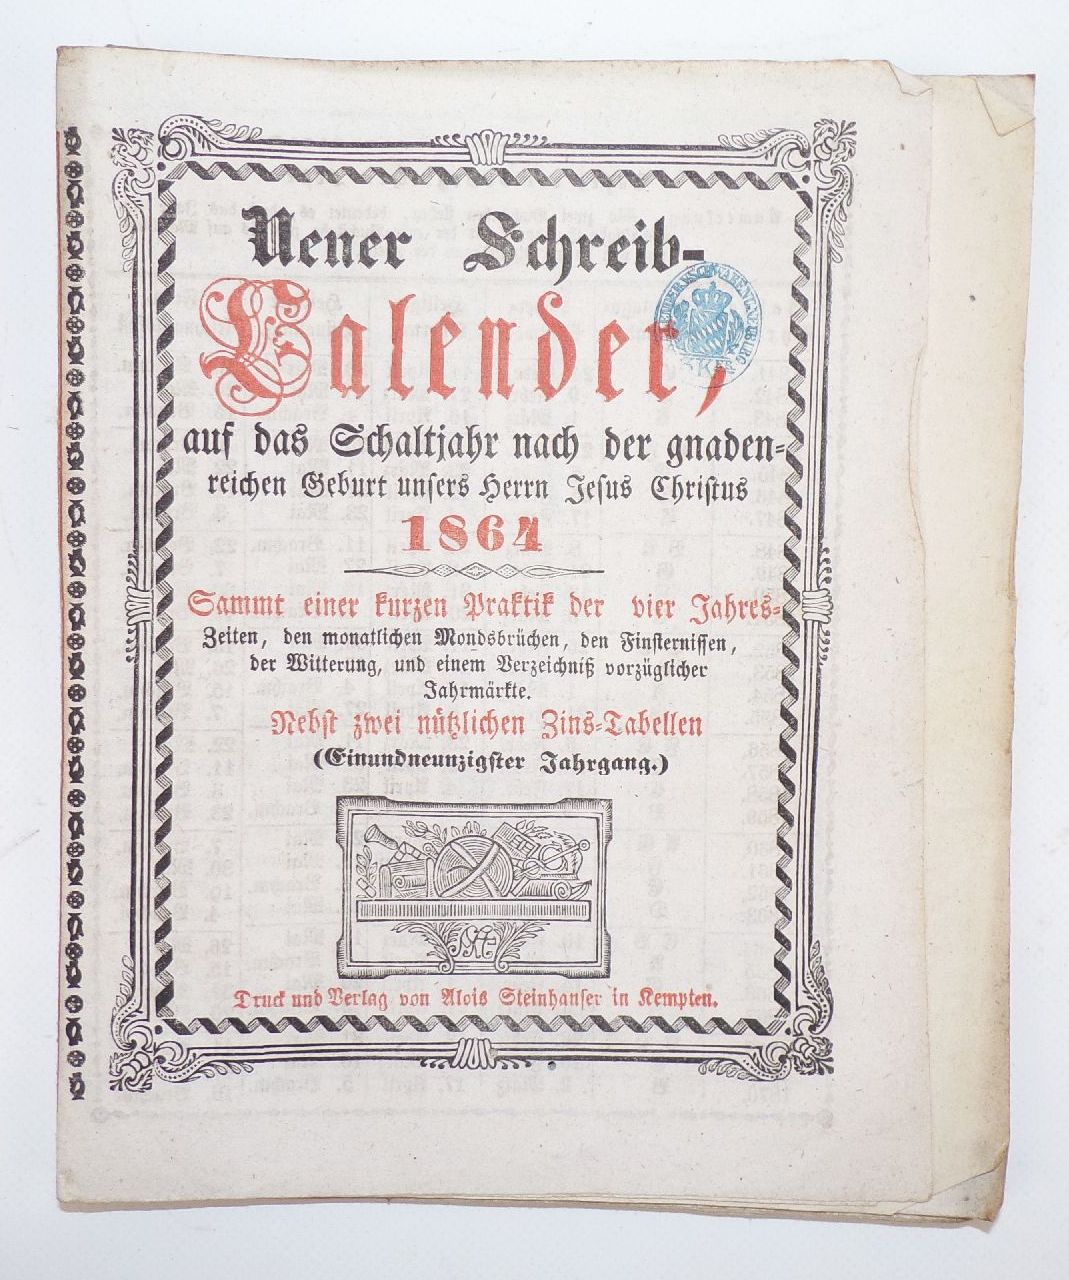 Neuer Schreib-
Calender,
auf das Schaltjahr nach der gnaden-
reichen Geburt unsers Herrn Jesus Christus
1864
Sammt einer kurzen Praktik der vier Jahres-
Zeiten, den monatlichen Mondsbrüchen, den Finsternissen,
der Witterung, und einem Verzeichniß vorzüglicher
Jahrmärkte.
Nebst zwei nützlichen Zins-Tabellen
(Einundneunzigster Jahrgang.)
Druck und Verlag von Alois Steinhauser in Kempten.